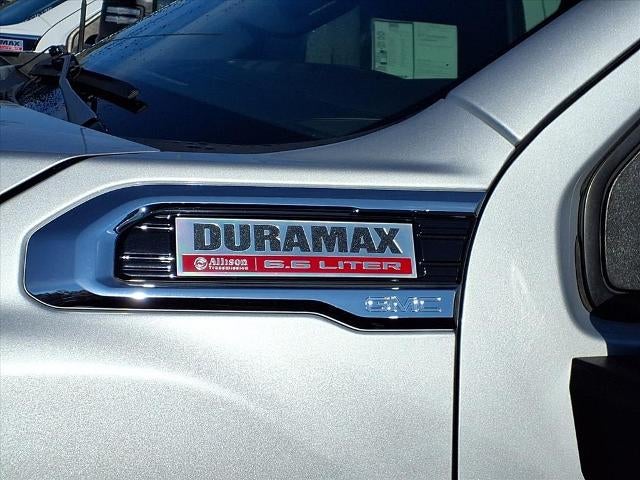 DURAMAX
Allison TRANSMISSION 6.6 LITER
GMC